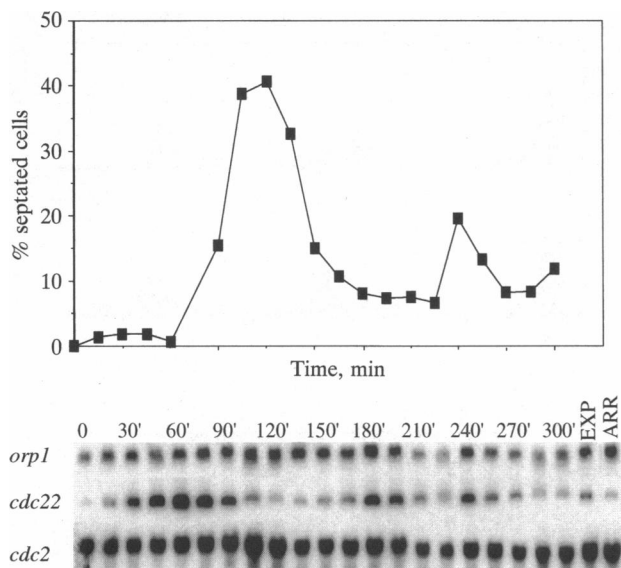 50
40
30
20
10
0
% septated cells
Time, min
0 30' 60' 90' 120' 150' 180' 210' 240' 270' 300' EXP ARR
orp1
cdc22
cdc2